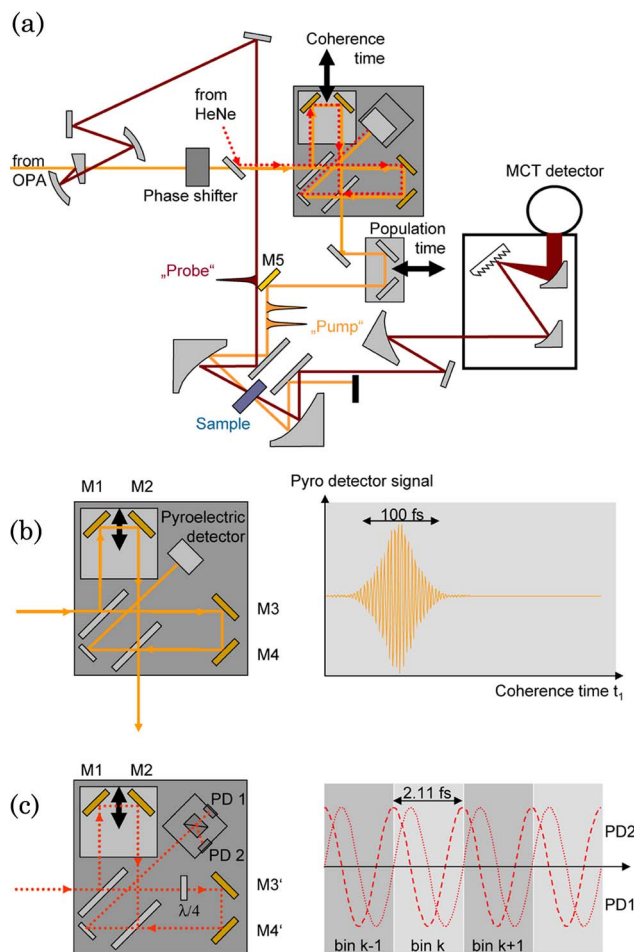 (a)
Coherence
time
from
HeNe
from
OPA
Phase shifter
MCT detector
Population
time
„Probe“
M5
„Pump“
Sample
(b)
M1 M2
Pyroelectric
detector
M3
M4
Pyro detector signal
100 fs
Coherence time t₁
(c)
M1 M2
PD 1
PD 2
λ/4
M3‘
M4‘
2.11 fs
PD2
PD1
bin k-1 bin k bin k+1